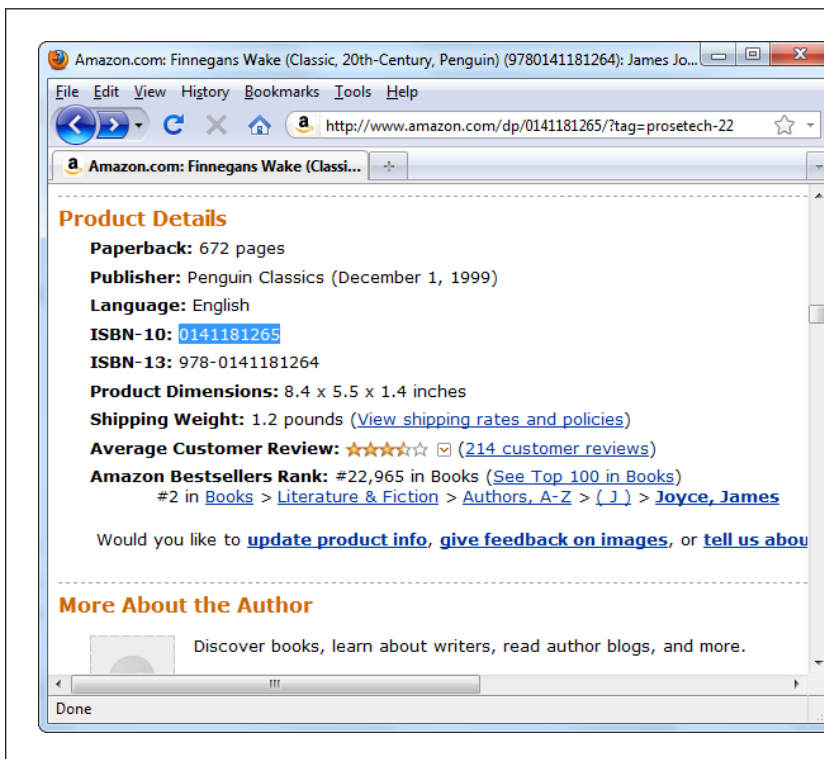 Amazon.com: Finnegans Wake (Classic, 20th-Century, Penguin) (9780141181264): James Jo...
File Edit View History Bookmarks Tools Help
http://www.amazon.com/dp/0141181265/?tag=prosetech-22
Amazon.com: Finnegans Wake (Classi...
Product Details
Paperback: 672 pages
Publisher: Penguin Classics (December 1, 1999)
Language: English
ISBN-10: 0141181265
ISBN-13: 978-0141181264
Product Dimensions: 8.4 x 5.5 x 1.4 inches
Shipping Weight: 1.2 pounds (View shipping rates and policies)
Average Customer Review: (214 customer reviews)
Amazon Bestsellers Rank: #22,965 in Books (See Top 100 in Books)
#2 in Books > Literature & Fiction > Authors, A-Z > ( J ) > Joyce, James
Would you like to update product info, give feedback on images, or tell us abou
More About the Author
Discover books, learn about writers, read author blogs, and more.
Done